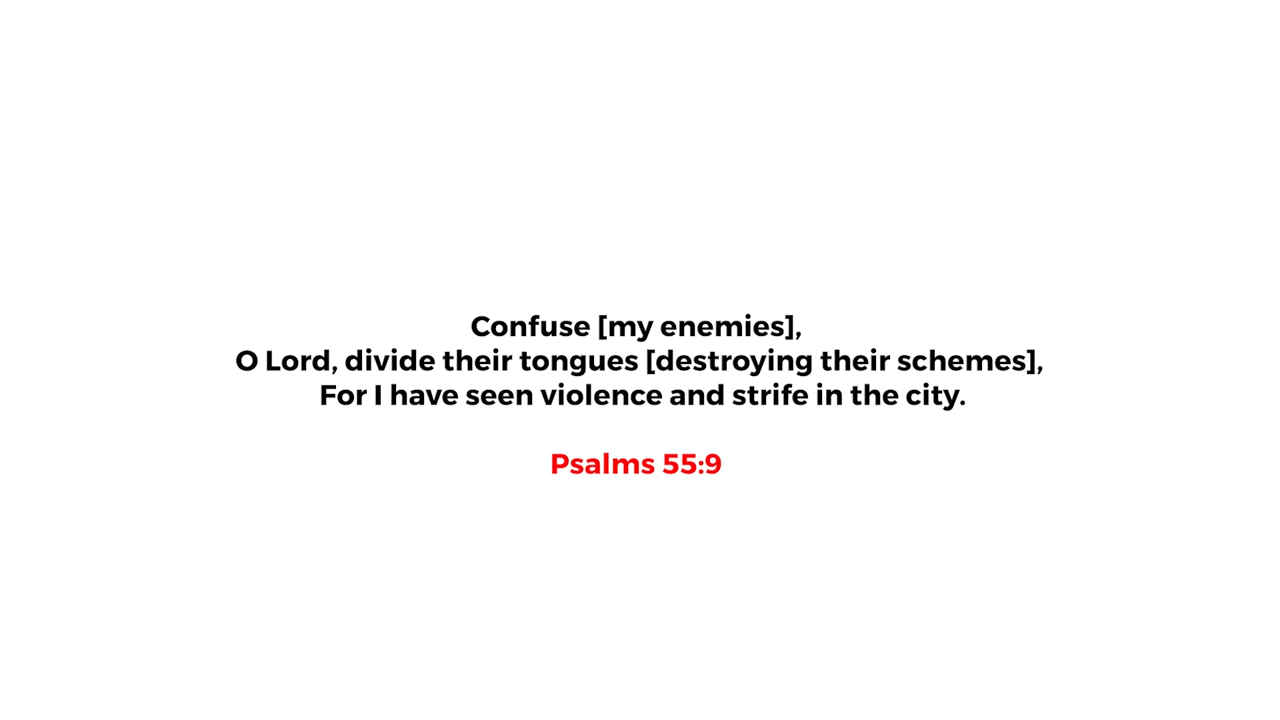 Confuse [my enemies],
O Lord, divide their tongues [destroying their schemes],
For I have seen violence and strife in the city.
Psalms 55:9